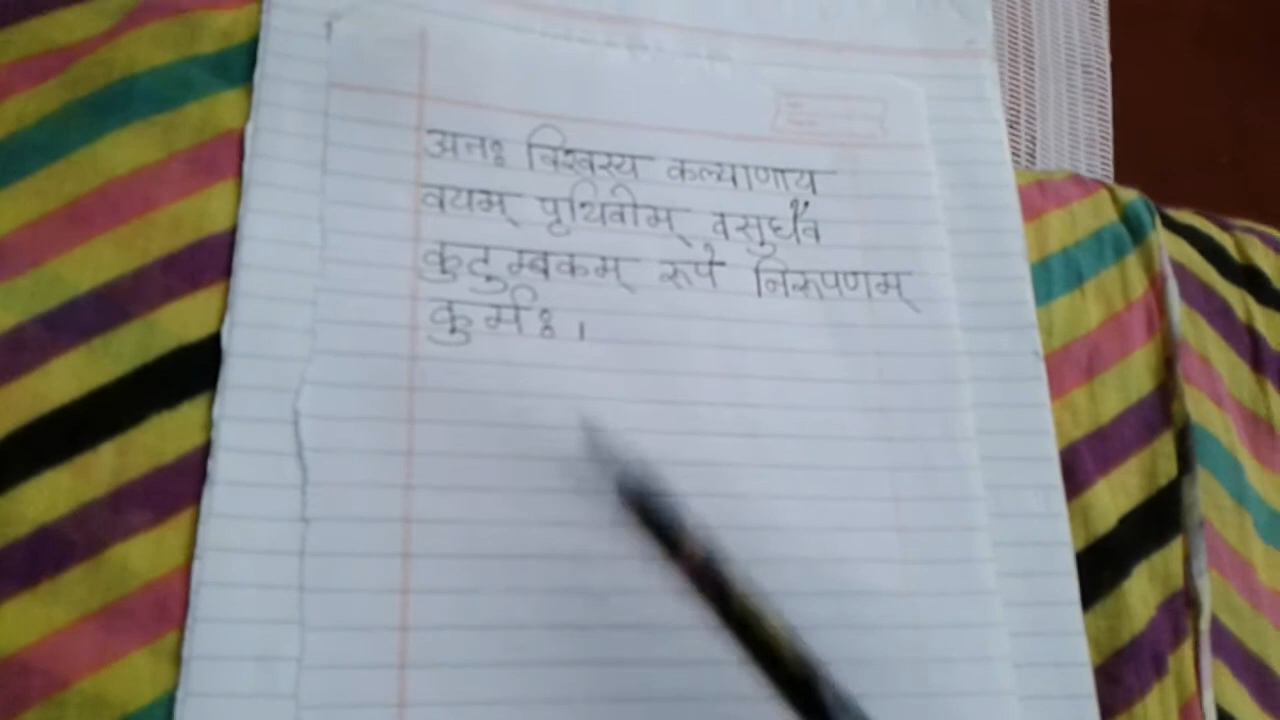 अतः विश्वस्य कल्याणाय
वयम् पृथिवीम् वसुधैव
कुटुम्बकम् रूपे निरूपणम्
कुर्मः।